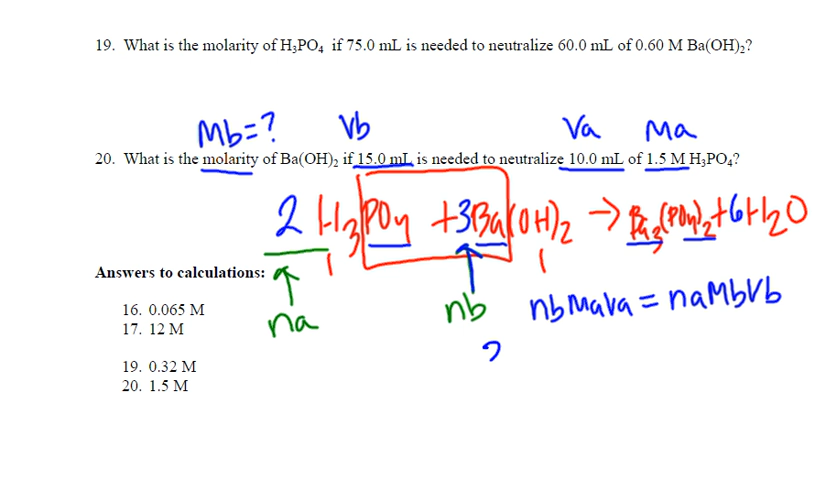 19. What is the molarity of H₃PO₄ if 75.0 mL is needed to neutralize 60.0 mL of 0.60 M Ba(OH)₂?
Mb=? Vb Va Ma
20. What is the molarity of Ba(OH)₂ if 15.0 mL is needed to neutralize 10.0 mL of 1.5 M H₃PO₄?
2 H₃PO₄ + 3Ba(OH)₂ → Ba₃(PO₄)₂ + 6H₂O
Answers to calculations:
na nb nbMaVa = naMbVb
16. 0.065 M
17. 12 M
2
19. 0.32 M
20. 1.5 M